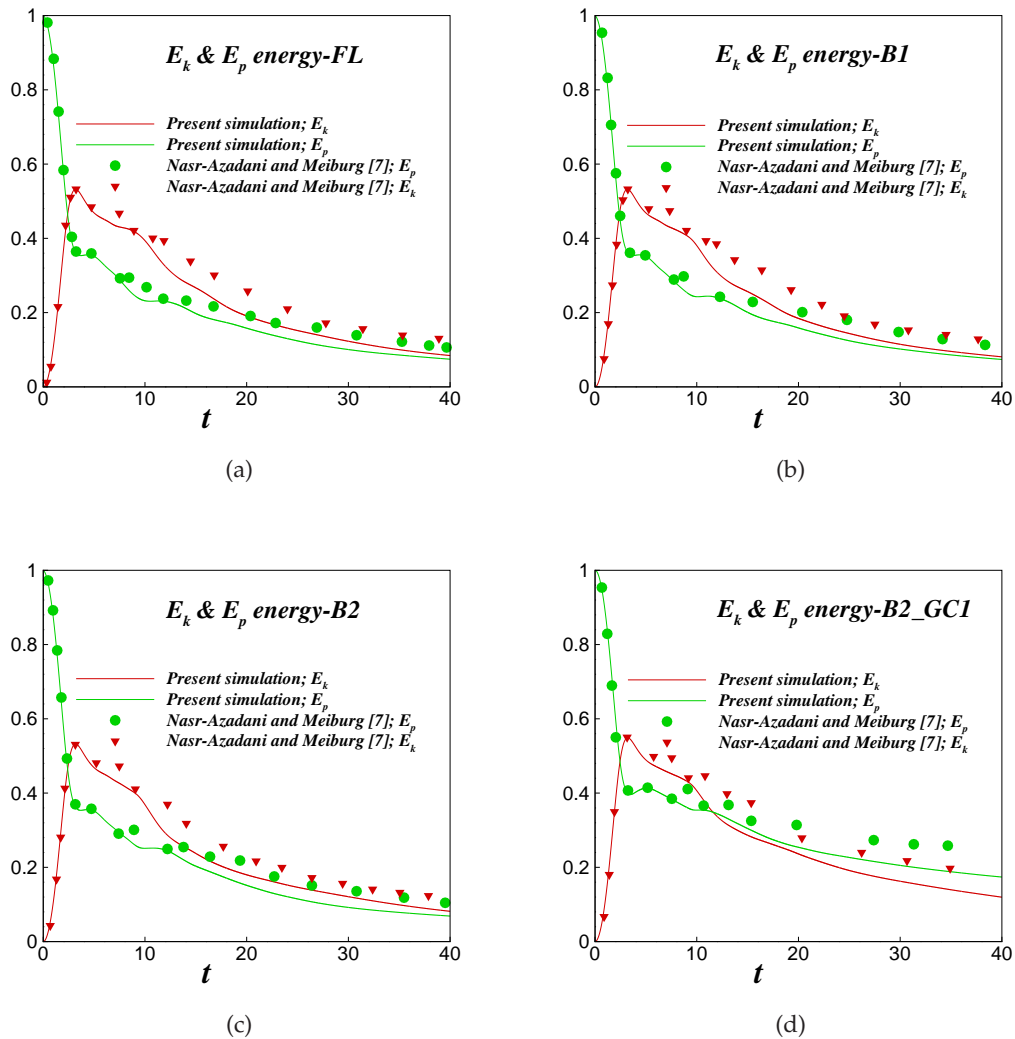 E_k & E_p energy-FL
1
0.8
0.6
0.4
0.2
0
Present simulation; E_k
Present simulation; E_p
Nasr-Azadani and Meiburg [7]; E_p
Nasr-Azadani and Meiburg [7]; E_k
0 10 20 30 40
t
(a)
E_k & E_p energy-B1
1
0.8
0.6
0.4
0.2
0
Present simulation; E_k
Present simulation; E_p
Nasr-Azadani and Meiburg [7]; E_p
Nasr-Azadani and Meiburg [7]; E_k
0 10 20 30 40
t
(b)
E_k & E_p energy-B2
1
0.8
0.6
0.4
0.2
0
Present simulation; E_k
Present simulation; E_p
Nasr-Azadani and Meiburg [7]; E_p
Nasr-Azadani and Meiburg [7]; E_k
0 10 20 30 40
t
(c)
E_k & E_p energy-B2_GC1
1
0.8
0.6
0.4
0.2
0
Present simulation; E_k
Present simulation; E_p
Nasr-Azadani and Meiburg [7]; E_p
Nasr-Azadani and Meiburg [7]; E_k
0 10 20 30 40
t
(d)